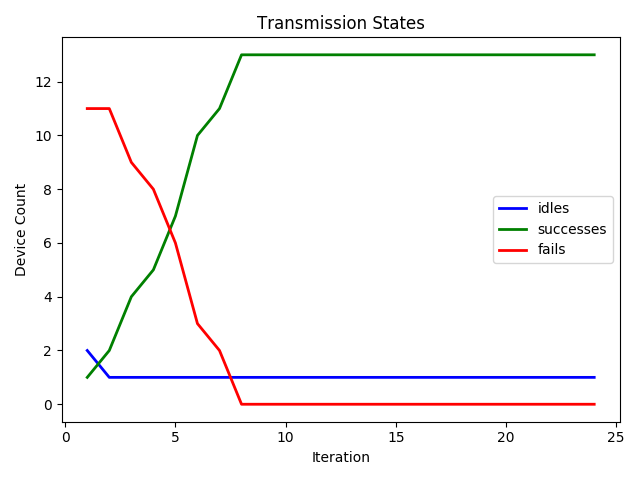 Transmission States
Device Count
12
10
8
6
4
2
0
idles
successes
fails
0 5 10 15 20 25
Iteration